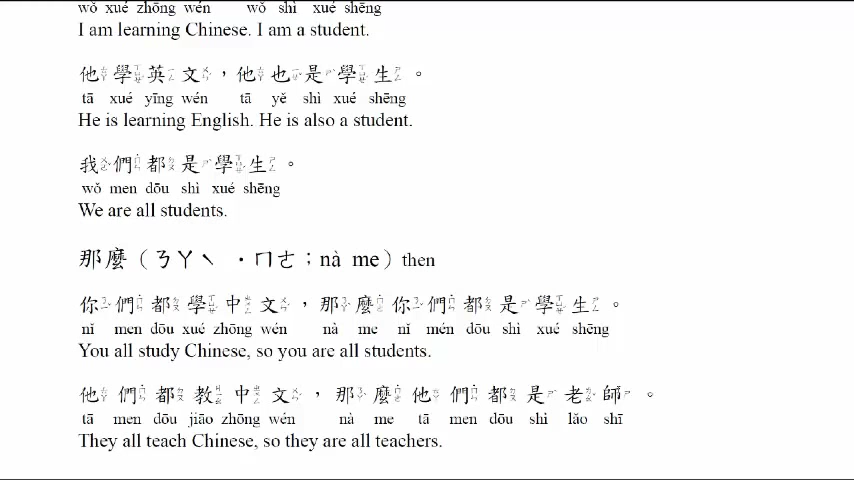 wǒ xué zhōng wén wǒ shì xué shēng
I am learning Chinese. I am a student.
他學英文，他也是學生。
tā xué yīng wén tā yě shì xué shēng
He is learning English. He is also a student.
我們都是學生。
wǒ men dōu shì xué shēng
We are all students.
那麼（ㄋㄚˋ ˙ㄇㄜ；nà me）then
你們都學中文，那麼你們都是學生。
nǐ men dōu xué zhōng wén nà me nǐ mén dōu shì xué shēng
You all study Chinese, so you are all students.
他們都教中文，那麼他們都是老師。
tā men dōu jiāo zhōng wén nà me tā men dōu shì lǎo shī
They all teach Chinese, so they are all teachers.